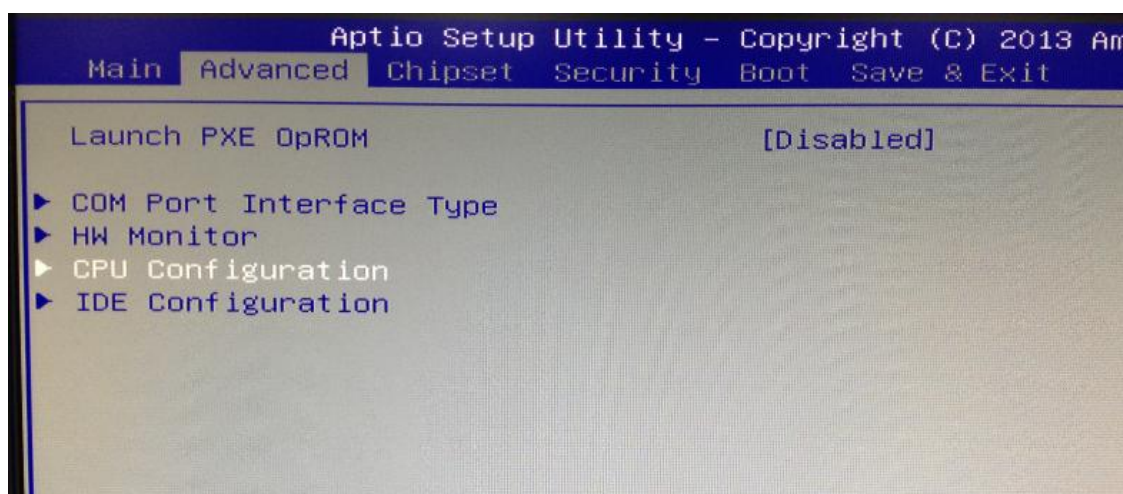 Aptio Setup Utility – Copyright (C) 2013 Am
Main Advanced Chipset Security Boot Save & Exit
Launch PXE OpROM [Disabled]
COM Port Interface Type
HW Monitor
CPU Configuration
IDE Configuration